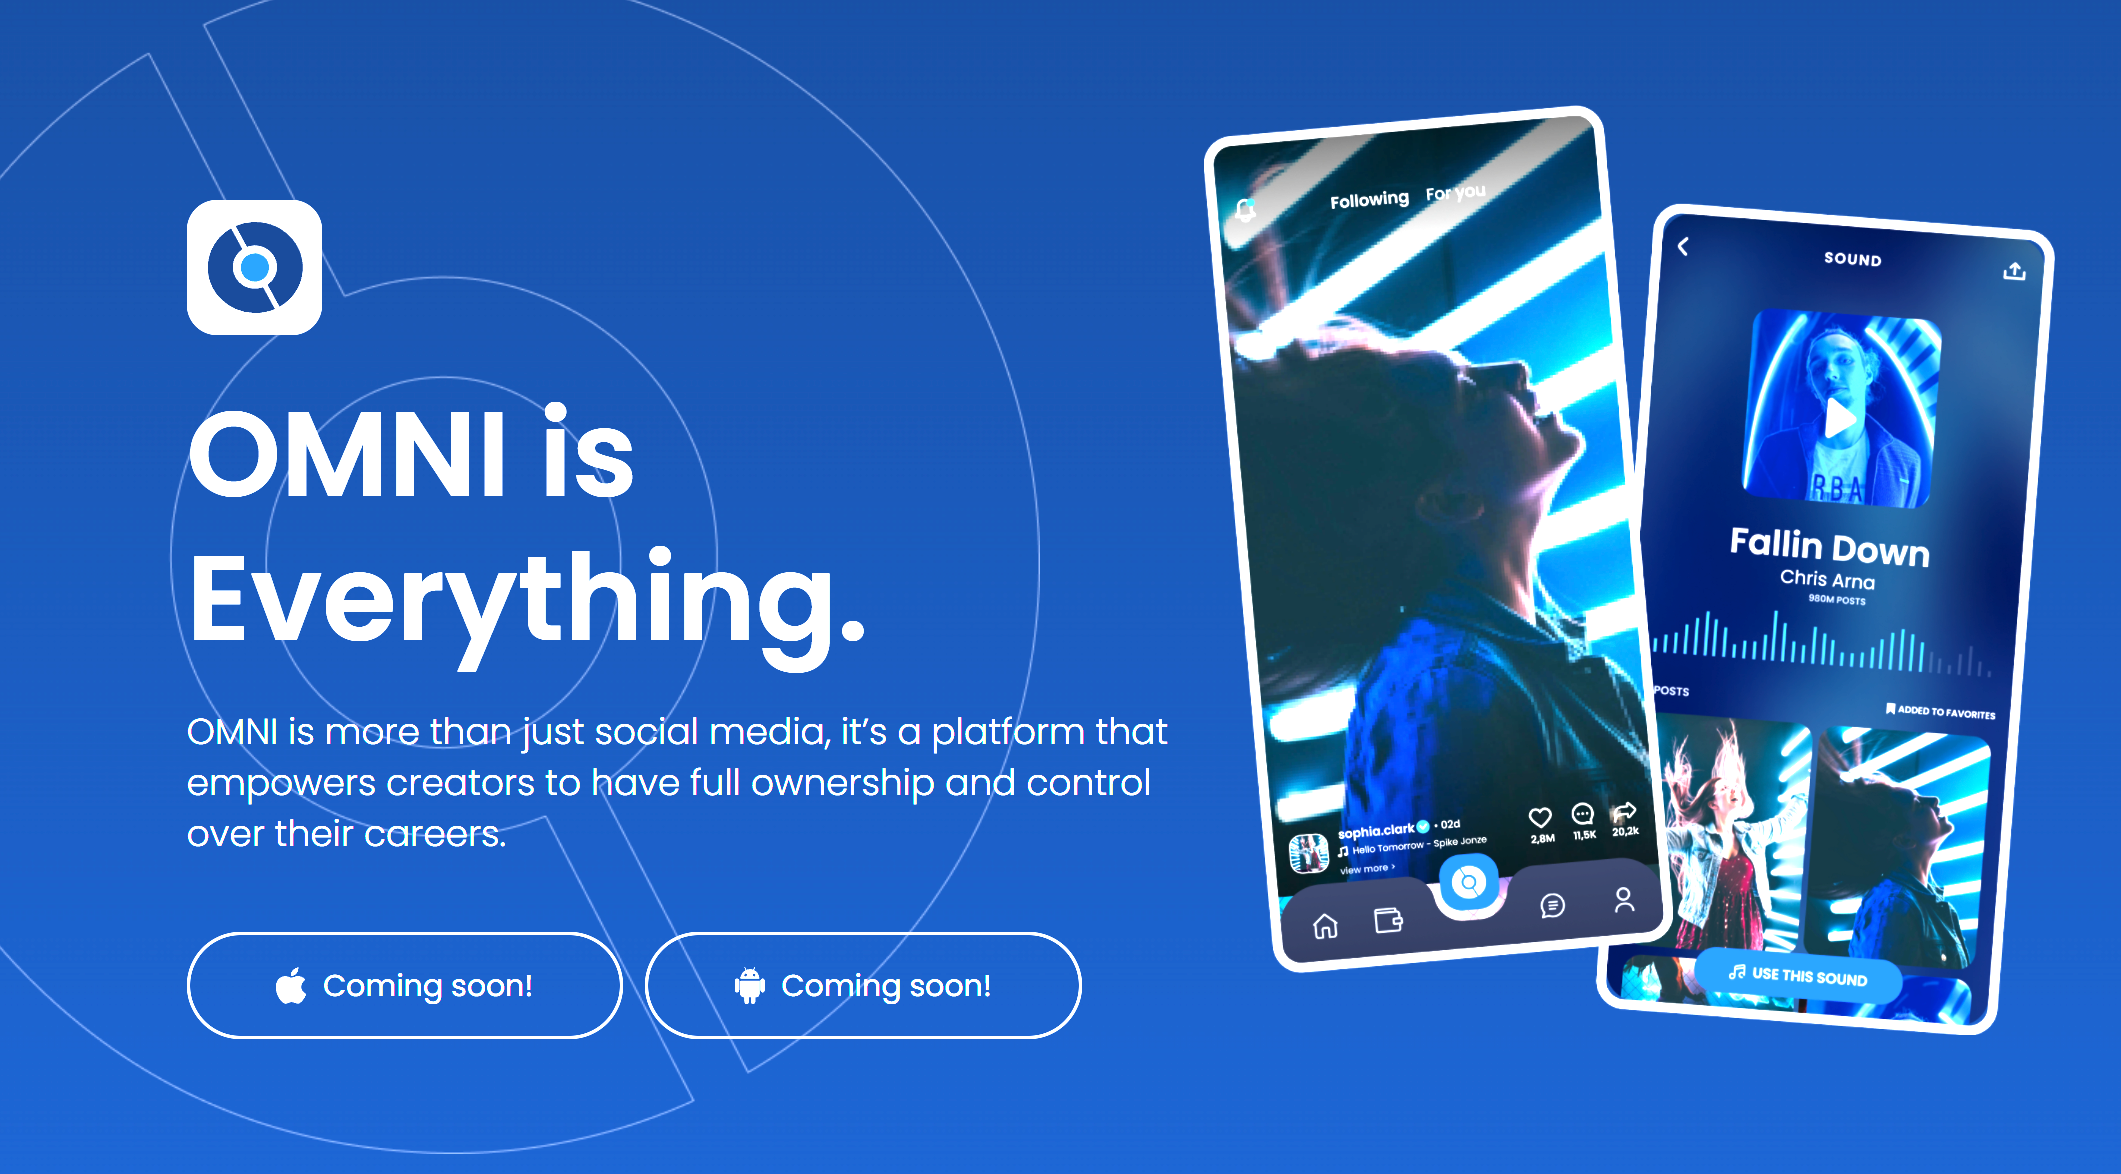 OMNI is
Everything.
OMNI is more than just social media, it’s a platform that
empowers creators to have full ownership and control
over their careers.
Coming soon!
Coming soon!
Following For you
sophia.clark • 02d
Hello Tomorrow - Spike Jonze
view more >
2,8M 11,5K 20,2k
SOUND
RBA
Fallin Down
Chris Arna
980M POSTS
POSTS
ADDED TO FAVORITES
USE THIS SOUND